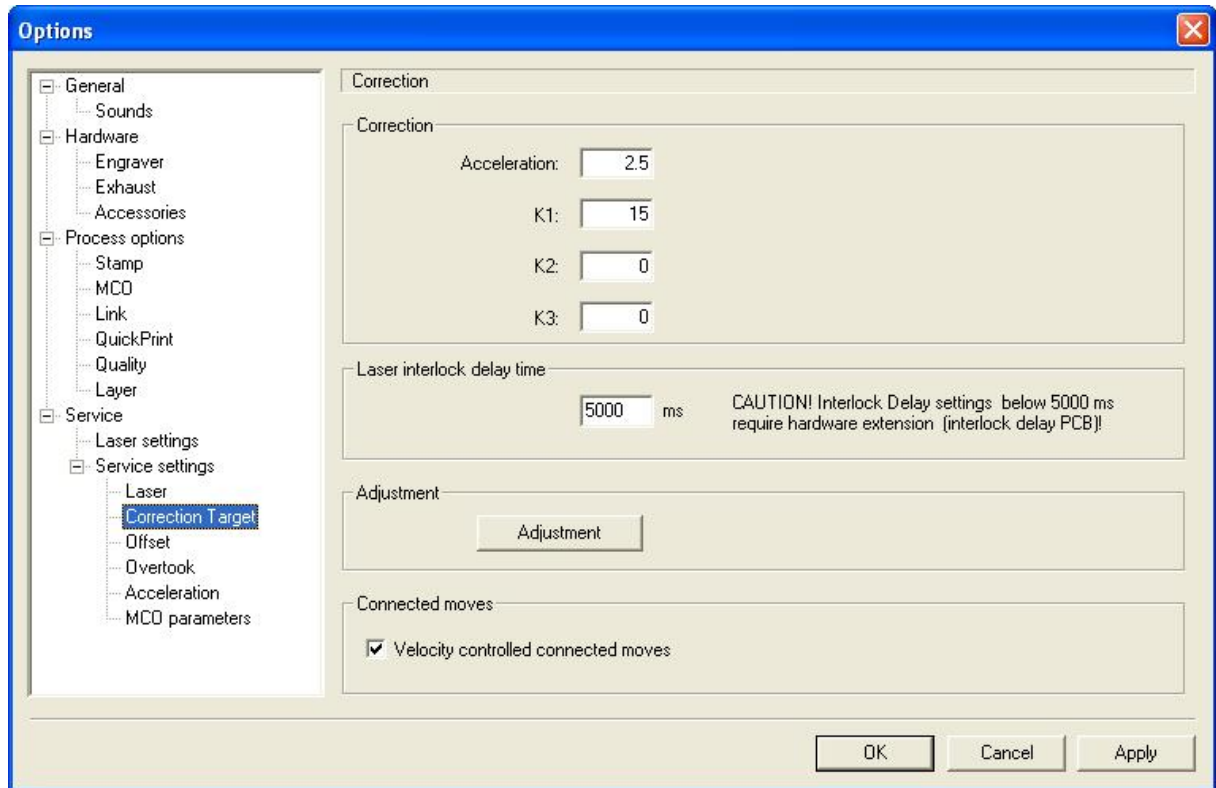 Options
General
Sounds
Hardware
Engraver
Exhaust
Accessories
Process options
Stamp
MCO
Link
QuickPrint
Quality
Layer
Service
Laser settings
Service settings
Laser
Correction Target
Offset
Overtook
Acceleration
MCO parameters
Correction
Correction
Acceleration: 2.5
K1: 15
K2: 0
K3: 0
Laser interlock delay time
5000 ms
CAUTION! Interlock Delay settings below 5000 ms
require hardware extension (interlock delay PCB)!
Adjustment
Adjustment
Connected moves
Velocity controlled connected moves
OK Cancel Apply